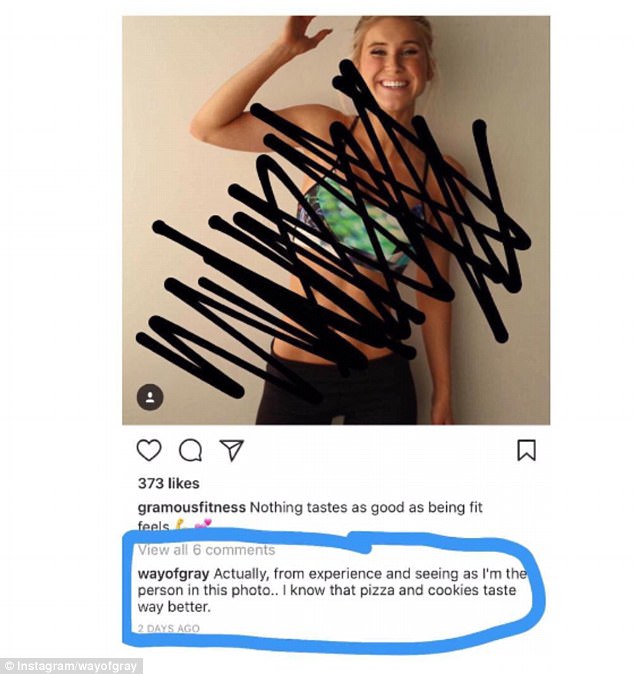 373 likes
gramousfitness Nothing tastes as good as being fit
feels 💪 💕
View all 6 comments
wayofgray Actually, from experience and seeing as I'm the
person in this photo.. I know that pizza and cookies taste
way better.
2 DAYS AGO
© Instagram/wayofgray